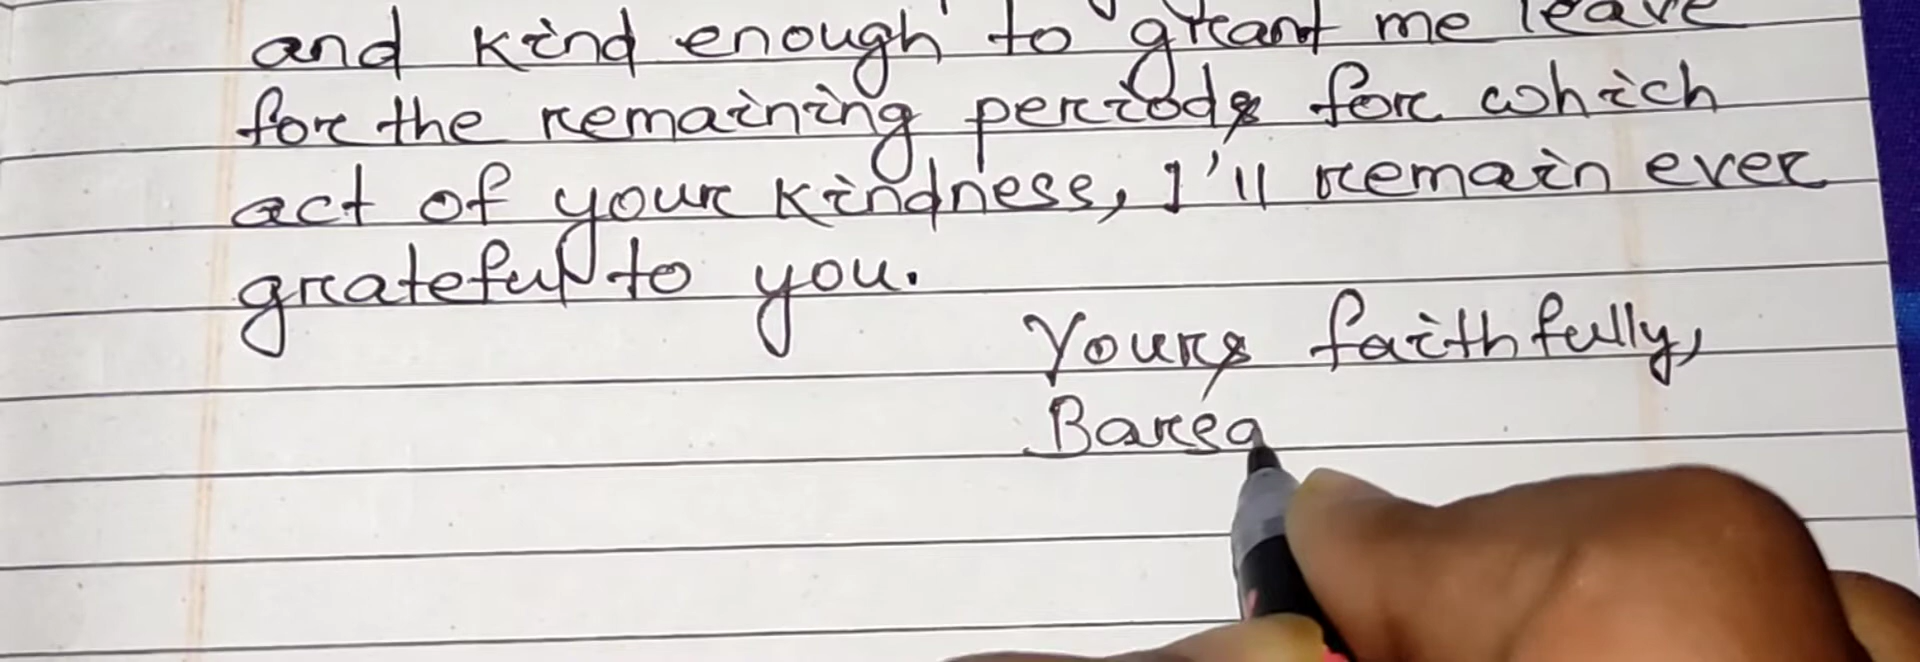 and kind enough to grant me leave
for the remaining periods for which
act of your kindness, I'll remain ever
grateful to you.
Yours faithfully,
Barsa